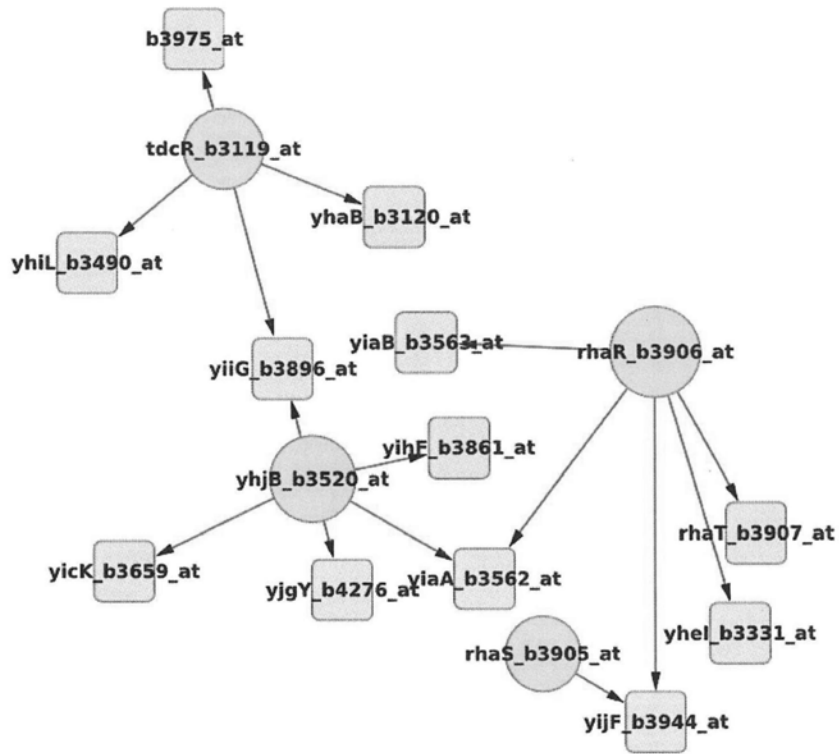 b3975_at
tdcR_b3119_at
yhaB_b3120_at
yhiL_b3490_at
yiaB_b3563_at
rhaR_b3906_at
yiiG_b3896_at
yihF_b3861_at
yhjB_b3520_at
rhaT_b3907_at
yicK_b3659_at
yjgY_b4276_at
yiaA_b3562_at
yheI_b3331_at
rhaS_b3905_at
yijF_b3944_at